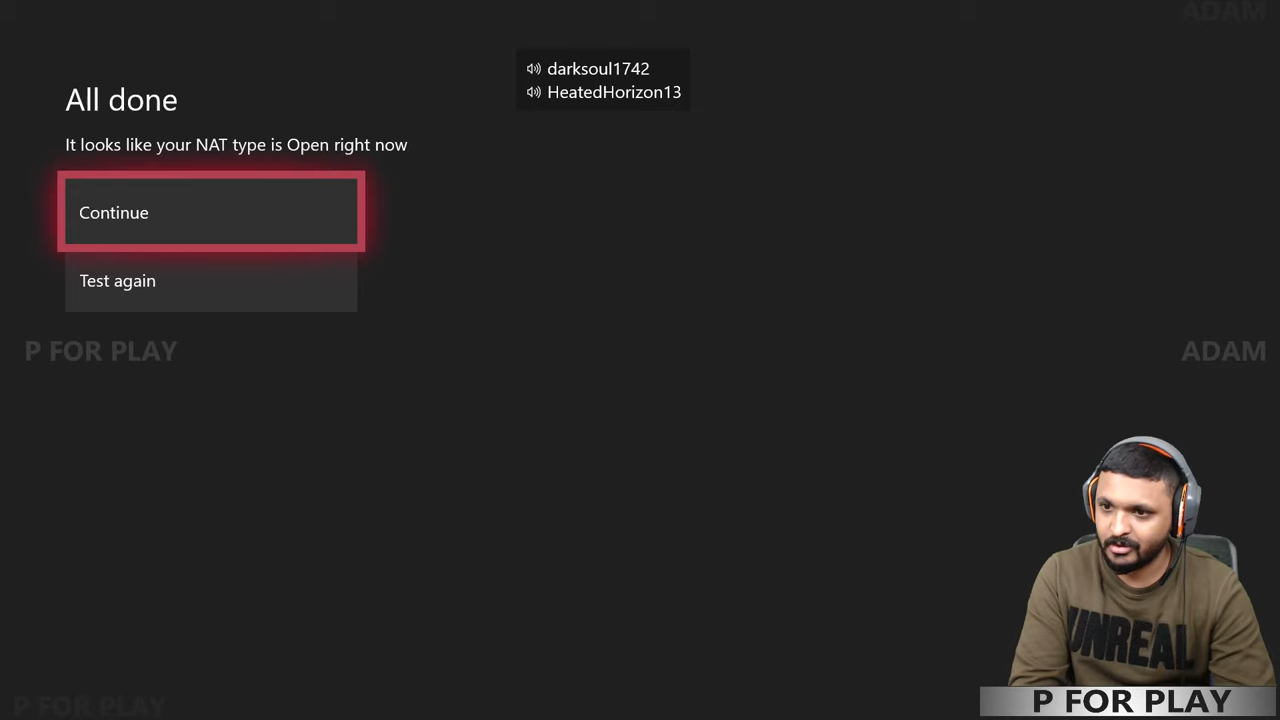 ADAM
darksoul1742
HeatedHorizon13
All done
It looks like your NAT type is Open right now
Continue
Test again
P FOR PLAY
ADAM
UNREAL
P FOR PLAY
P FOR PLAY